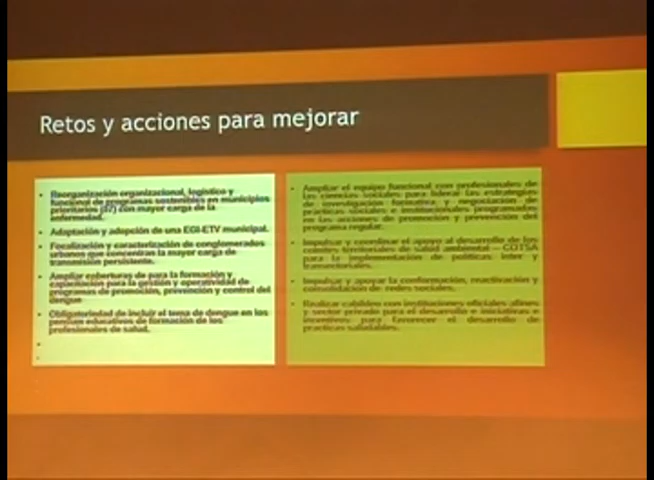 Retos y acciones para mejorar
• Reorganización organizacional, logístico y
funcional de programas sostenibles en municipios
prioritarios (87) con mayor carga de la
enfermedad.
• Adaptación y adopción de una EGI-ETV municipal.
• Focalización y caracterización de conglomerados
urbanos que concentran la mayor carga de
transmisión persistente.
• Ampliar coberturas de para la formación y
capacitación para la gestión y operatividad de
programas de promoción, prevención y control del
dengue
• Obligatoriedad de incluir el tema de dengue en los
pensum educativos de formación de los
profesionales de salud.
• Ampliar el equipo funcional con profesionales de
las ciencias sociales para liderar las estrategias
de investigación formativa y negociación de
prácticas sociales e institucionales programados
en las acciones de promoción y prevención del
programa regular.
• Impulsar y coordinar el apoyo al desarrollo de los
comités territoriales de salud ambiental – COTSA
para la implementación de políticas inter y
transectoriales.
• Impulsar y apoyar la conformación, reactivación y
consolidación de redes sociales.
• Realizar cabildeo con instituciones oficiales afines
y sector privado para el desarrollo e iniciativas e
incentivos para favorecer el desarrollo de
practicas saludables.